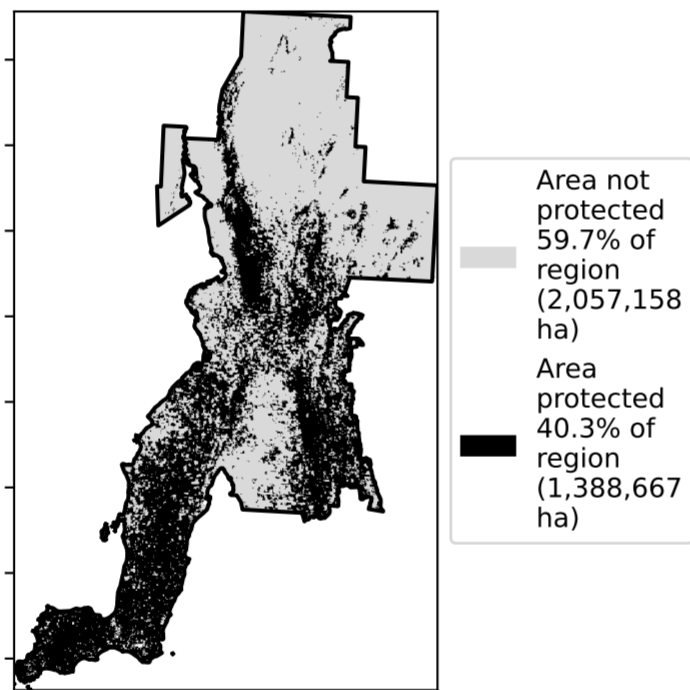 Area not
protected
59.7% of
region
(2,057,158
ha)
Area
protected
40.3% of
region
(1,388,667
ha)